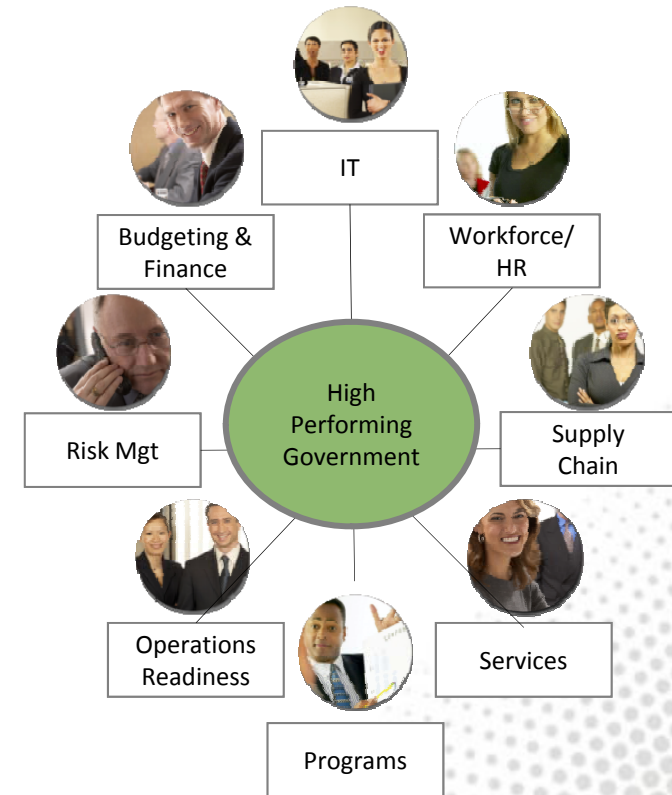 IT
Budgeting &
Finance
Workforce/
HR
High
Performing
Government
Risk Mgt
Supply
Chain
Operations
Readiness
Services
Programs